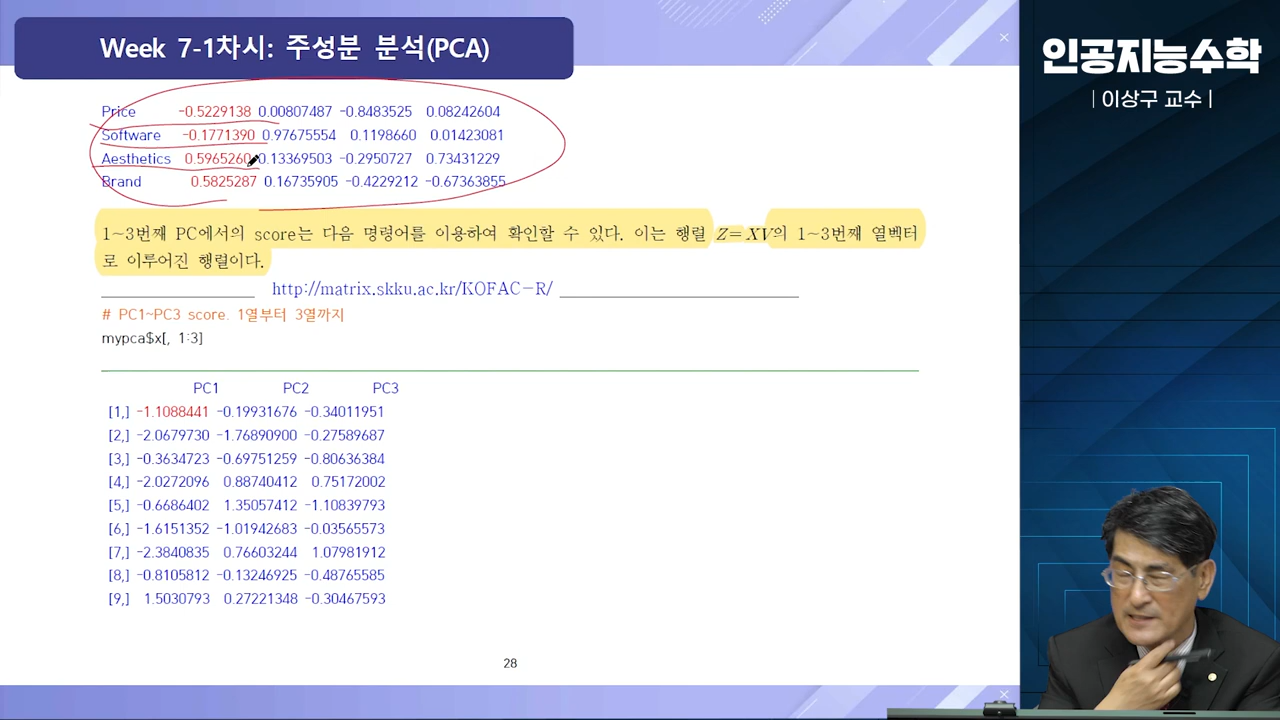 Week 7-1차시: 주성분 분석(PCA)
인공지능수학
| 이상구 교수 |
Price -0.5229138 0.00807487 -0.8483525 0.08242604
Software -0.1771390 0.97675554 0.1198660 0.01423081
Aesthetics 0.5965260 0.13369503 -0.2950727 0.73431229
Brand 0.5825287 0.16735905 -0.4229212 -0.67363855
1~3번째 PC에서의 score는 다음 명령어를 이용하여 확인할 수 있다. 이는 행렬 Z=XV의 1~3번째 열벡터
로 이루어진 행렬이다.
http://matrix.skku.ac.kr/KOFAC-R/
# PC1~PC3 score. 1열부터 3열까지
mypca$x[, 1:3]
PC1 PC2 PC3
[1,] -1.1088441 -0.19931676 -0.34011951
[2,] -2.0679730 -1.76890900 -0.27589687
[3,] -0.3634723 -0.69751259 -0.80636384
[4,] -2.0272096 0.88740412 0.75172002
[5,] -0.6686402 1.35057412 -1.10839793
[6,] -1.6151352 -1.01942683 -0.03565573
[7,] -2.3840835 0.76603244 1.07981912
[8,] -0.8105812 -0.13246925 -0.48765585
[9,] 1.5030793 0.27221348 -0.30467593
28